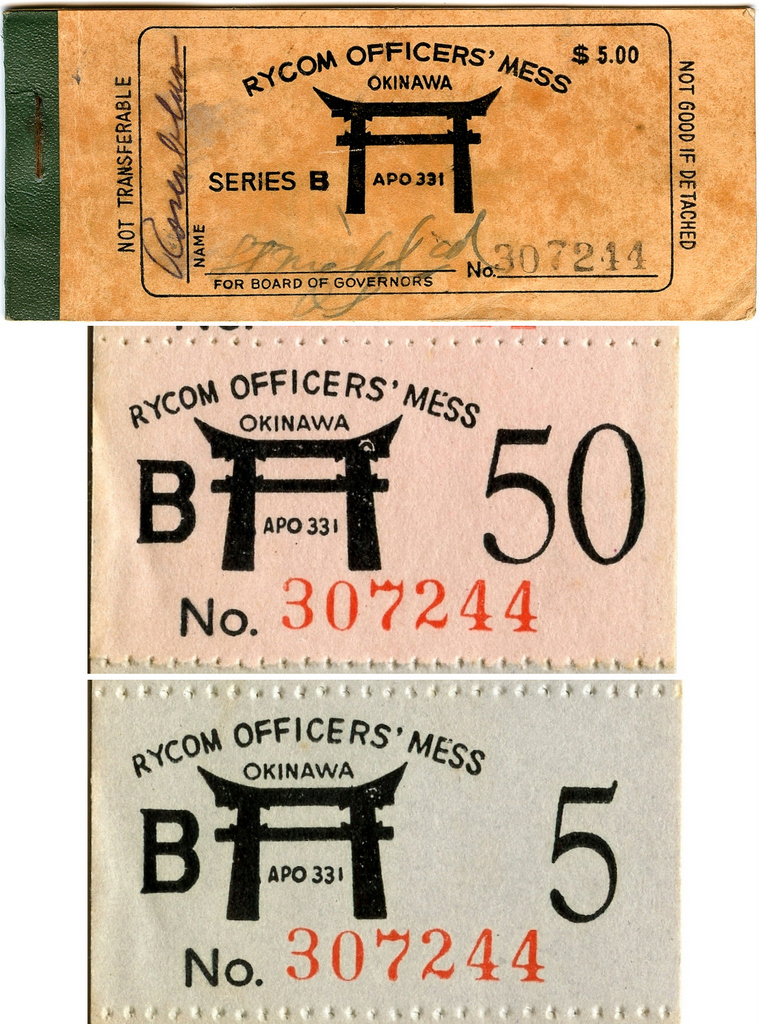 RYCOM OFFICERS' MESS
$ 5.00
OKINAWA
NOT TRANSFERABLE
NOT GOOD IF DETACHED
SERIES B
APO 331
NAME
No. 307244
FOR BOARD OF GOVERNORS
No.
RYCOM OFFICERS' MESS
OKINAWA
B
50
APO 331
No. 307244
RYCOM OFFICERS' MESS
OKINAWA
B
5
APO 331
No. 307244